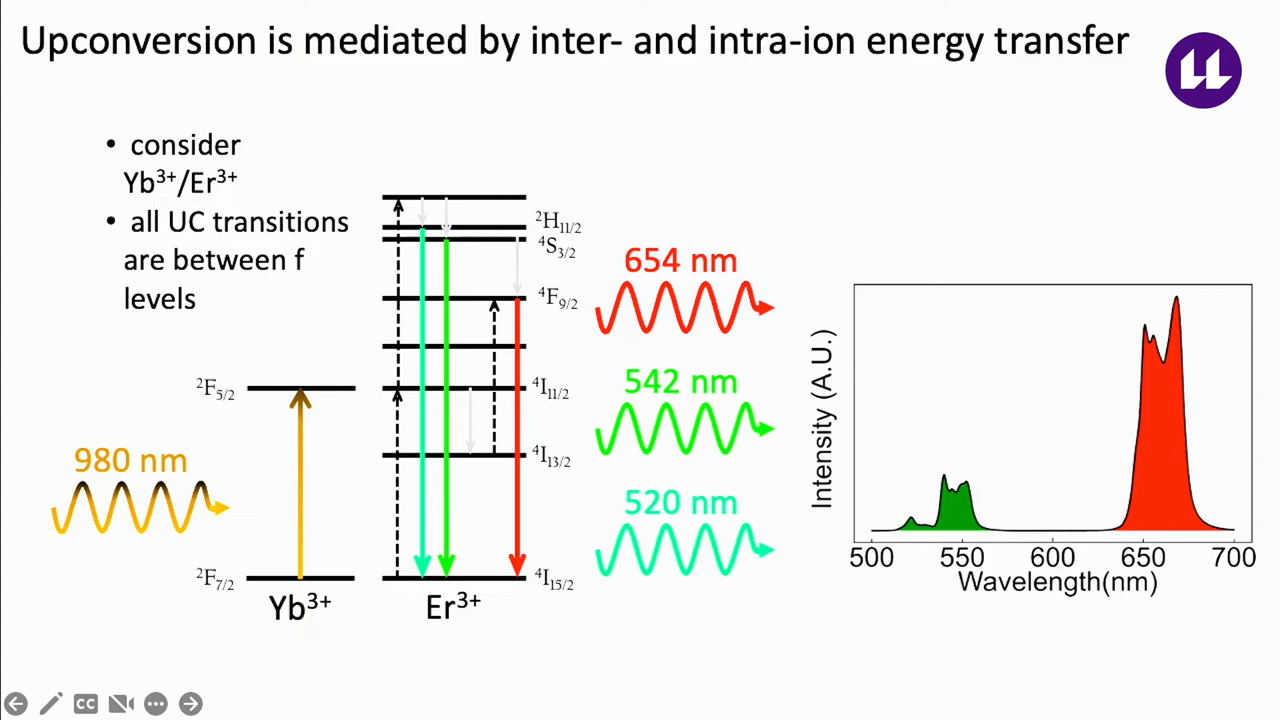 Upconversion is mediated by inter- and intra-ion energy transfer
• consider
Yb³⁺/Er³⁺
• all UC transitions
are between f
levels
²H₁₁/₂
⁴S₃/₂
⁴F₉/₂
²F₅/₂
⁴I₁₁/₂
⁴I₁₃/₂
980 nm
²F₇/₂
⁴I₁₅/₂
Yb³⁺
Er³⁺
654 nm
542 nm
520 nm
Intensity (A.U.)
500 550 600 650 700
Wavelength(nm)
CC